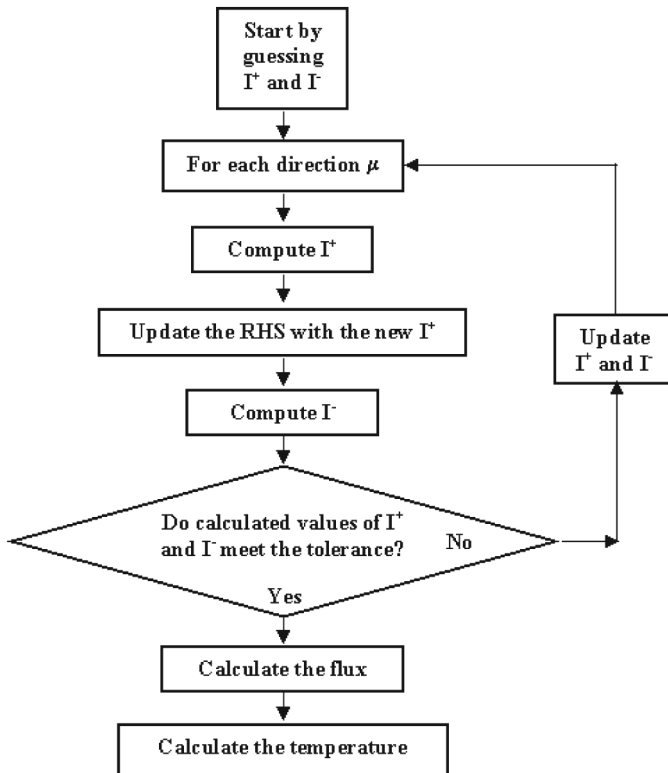 Start by
guessing
I⁺ and I⁻
For each direction μ
Compute I⁺
Update the RHS with the new I⁺
Update
I⁺ and I⁻
Compute I⁻
Do calculated values of I⁺
and I⁻ meet the tolerance?
No
Yes
Calculate the flux
Calculate the temperature